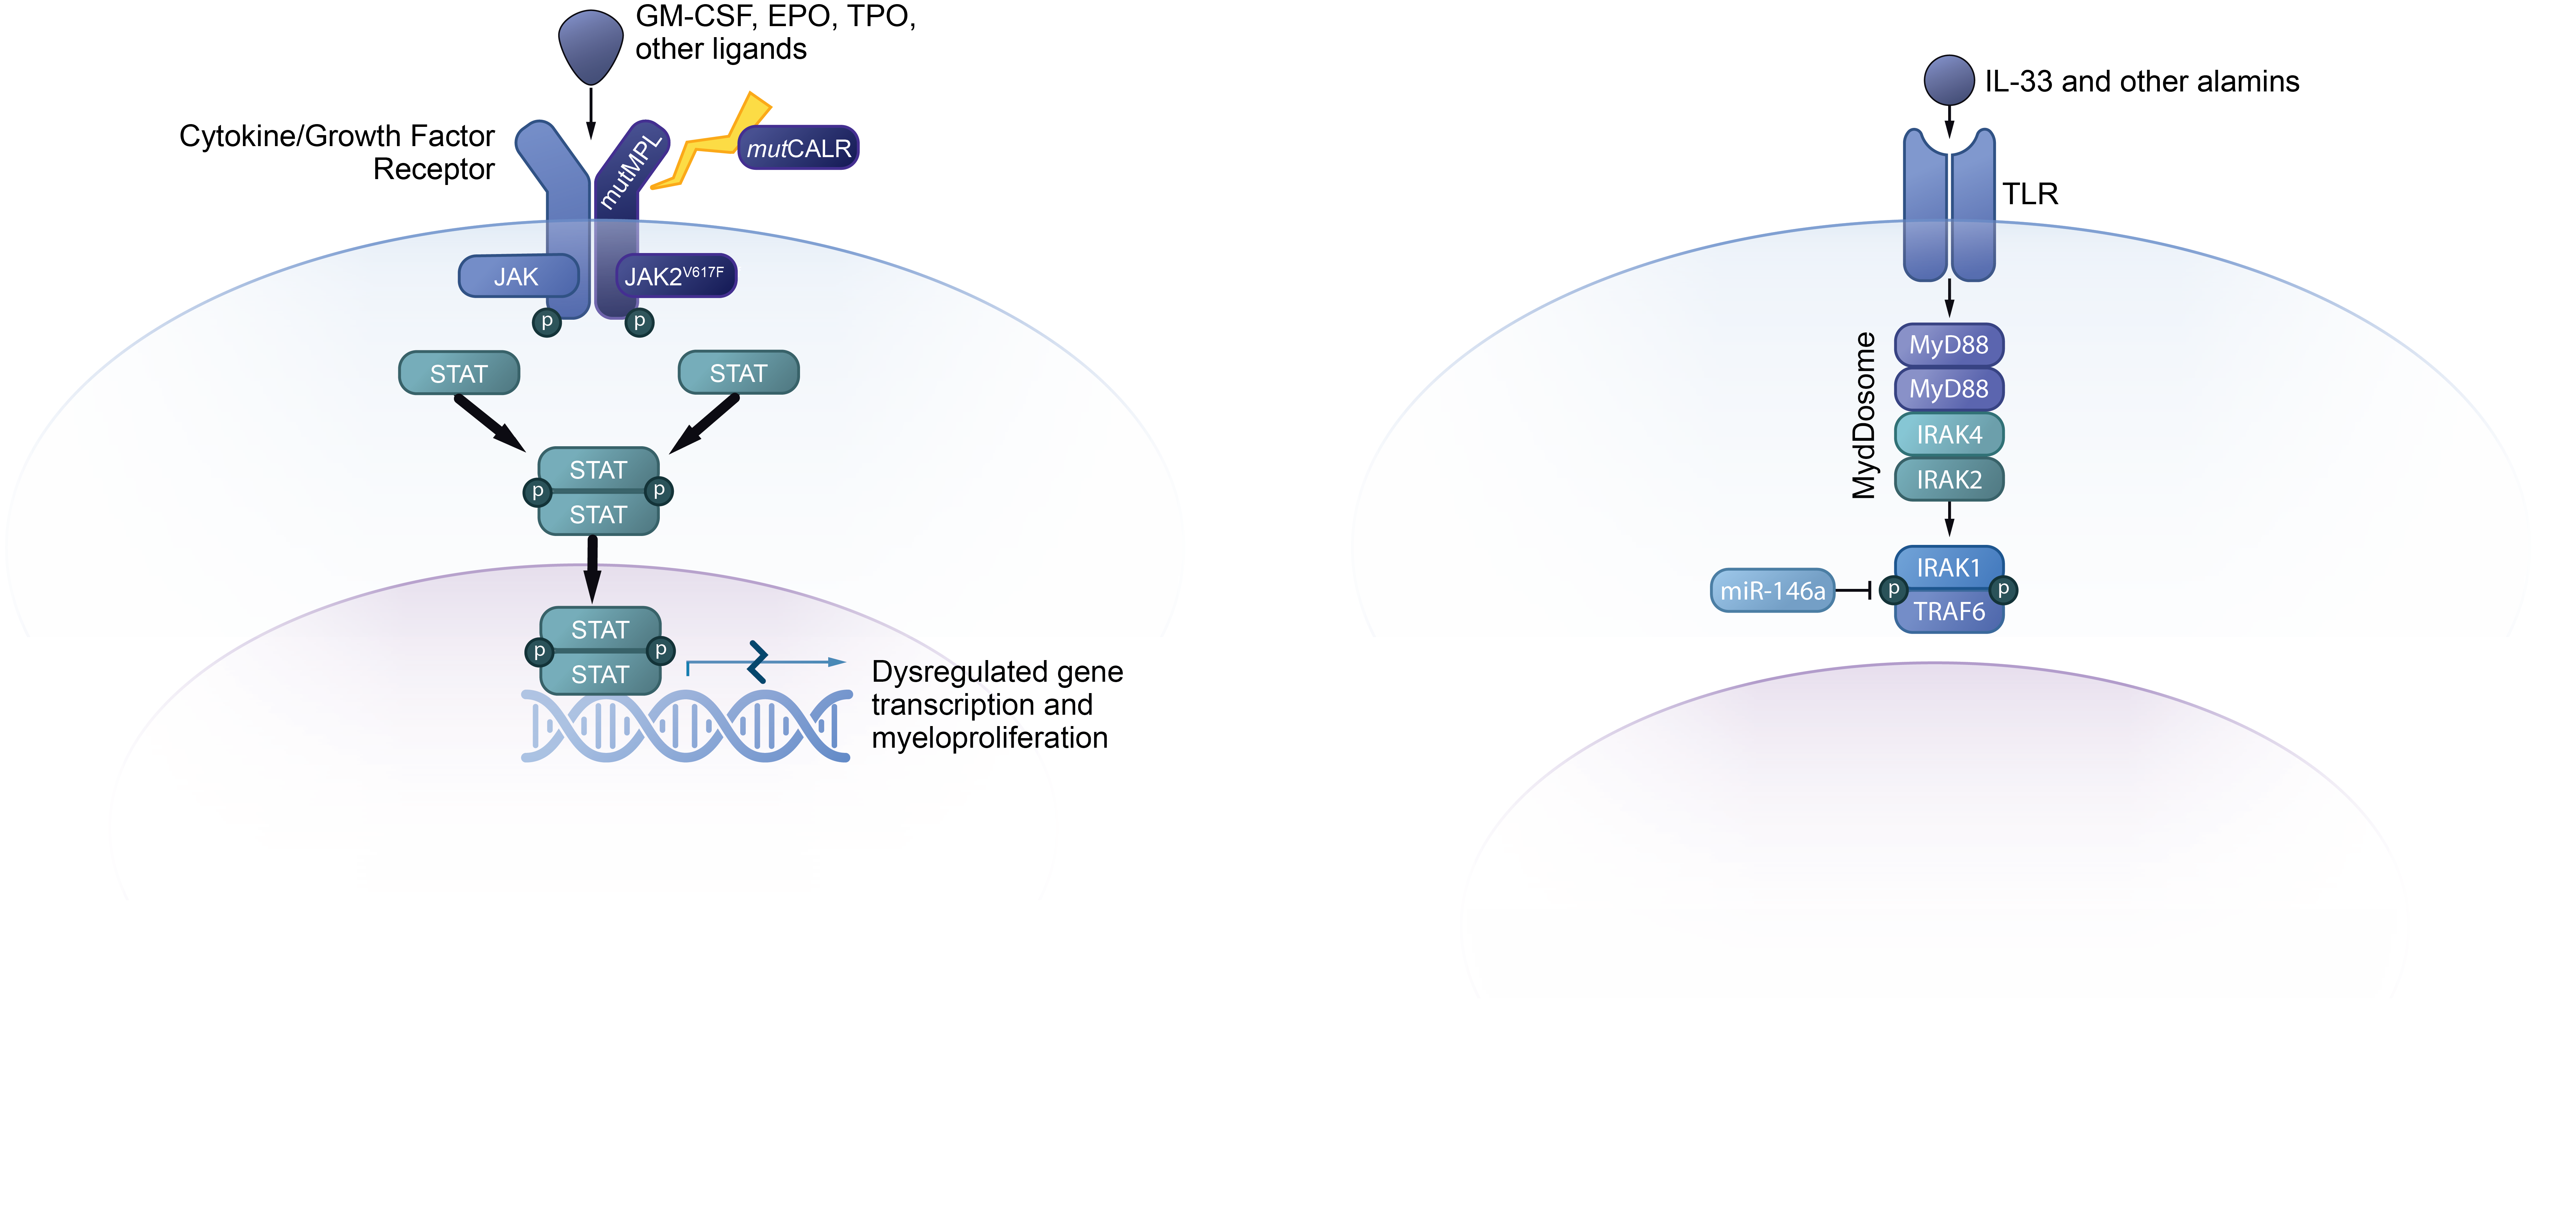 GM-CSF, EPO, TPO,
other ligands
Cytokine/Growth Factor
Receptor
mutMPL
mutCALR
JAK
JAK2V617F
p
p
STAT
STAT
STAT
p
p
STAT
STAT
p
p
STAT
Dysregulated gene
transcription and
myeloproliferation
IL-33 and other alamins
TLR
MydDosome
MyD88
MyD88
IRAK4
IRAK2
miR-146a
IRAK1
p
p
TRAF6